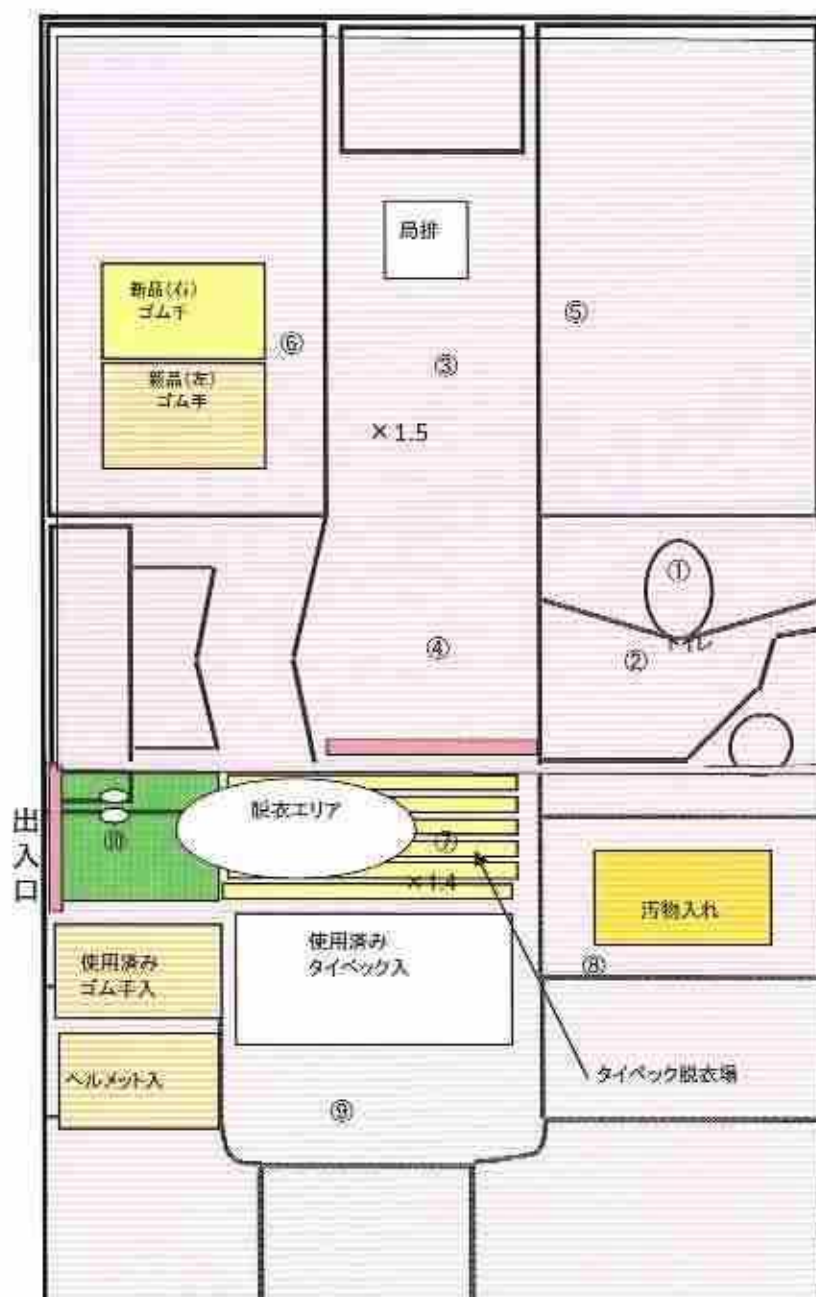 局排
新品(右)
ゴム手
⑤
⑥
新品(左)
ゴム手
③
×1.5
①
トイレ
④
②
出入口
脱衣エリア
⑩
⑦
×1.4
汚物入れ
使用済み
タイベック入
使用済み
ゴム手入
⑧
ヘルメット入
タイベック脱衣場
⑨